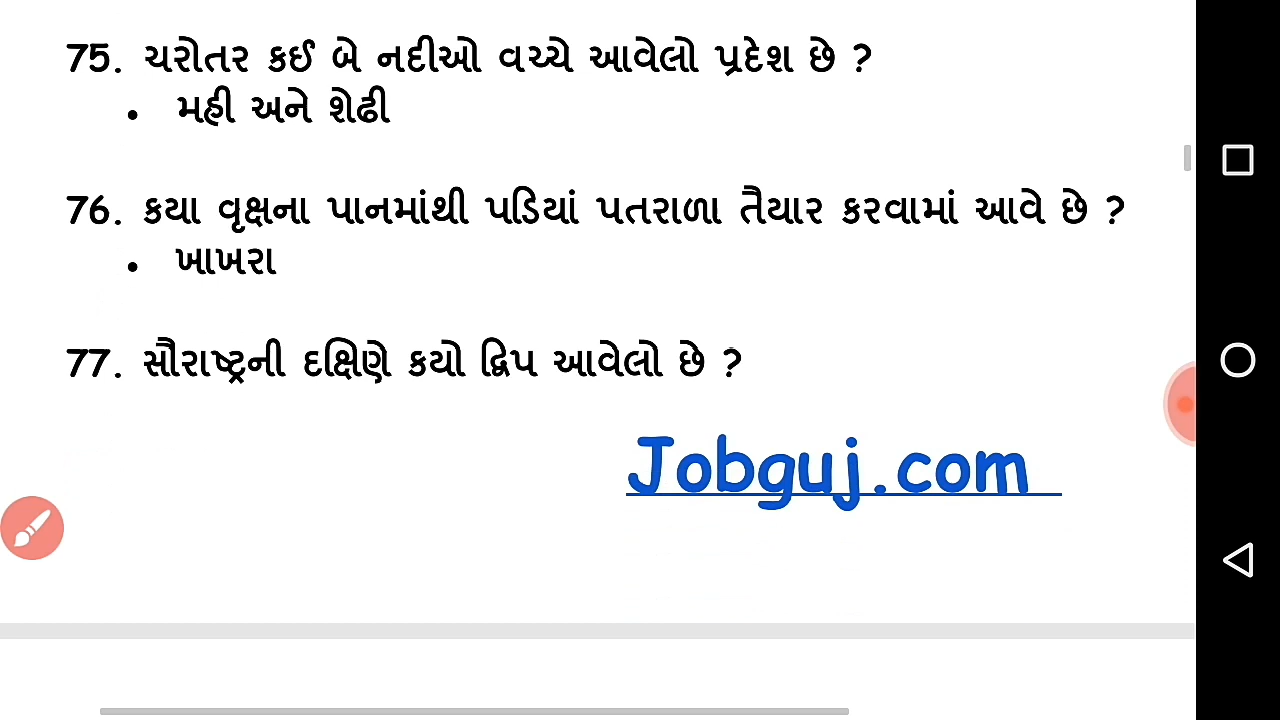 75. ચરોતર કઈ બે નદીઓ વચ્ચે આવેલો પ્રદેશ છે ?
• મહી અને શેઢી
76. કયા વૃક્ષના પાનમાંથી પડિયાં પતરાળા તૈયાર કરવામાં આવે છે ?
• ખાખરા
77. સૌરાષ્ટ્રની દક્ષિણે કયો દ્વિપ આવેલો છે ?
Jobguj.com